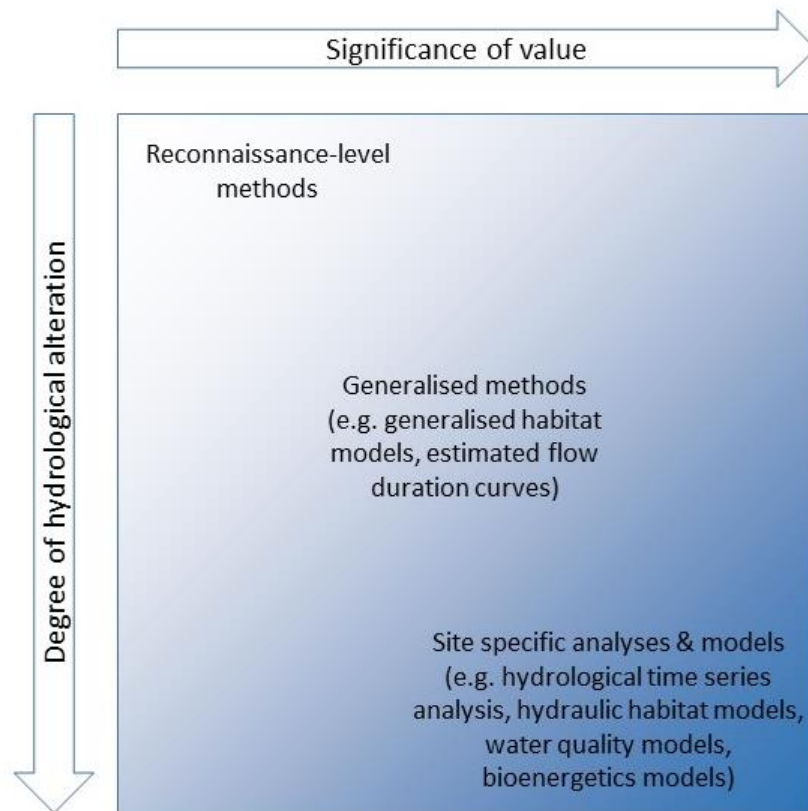 Significance of value
Degree of hydrological alteration
Reconnaissance-level
methods
Generalised methods
(e.g. generalised habitat
models, estimated flow
duration curves)
Site specific analyses & models
(e.g. hydrological time series
analysis, hydraulic habitat models,
water quality models,
bioenergetics models)